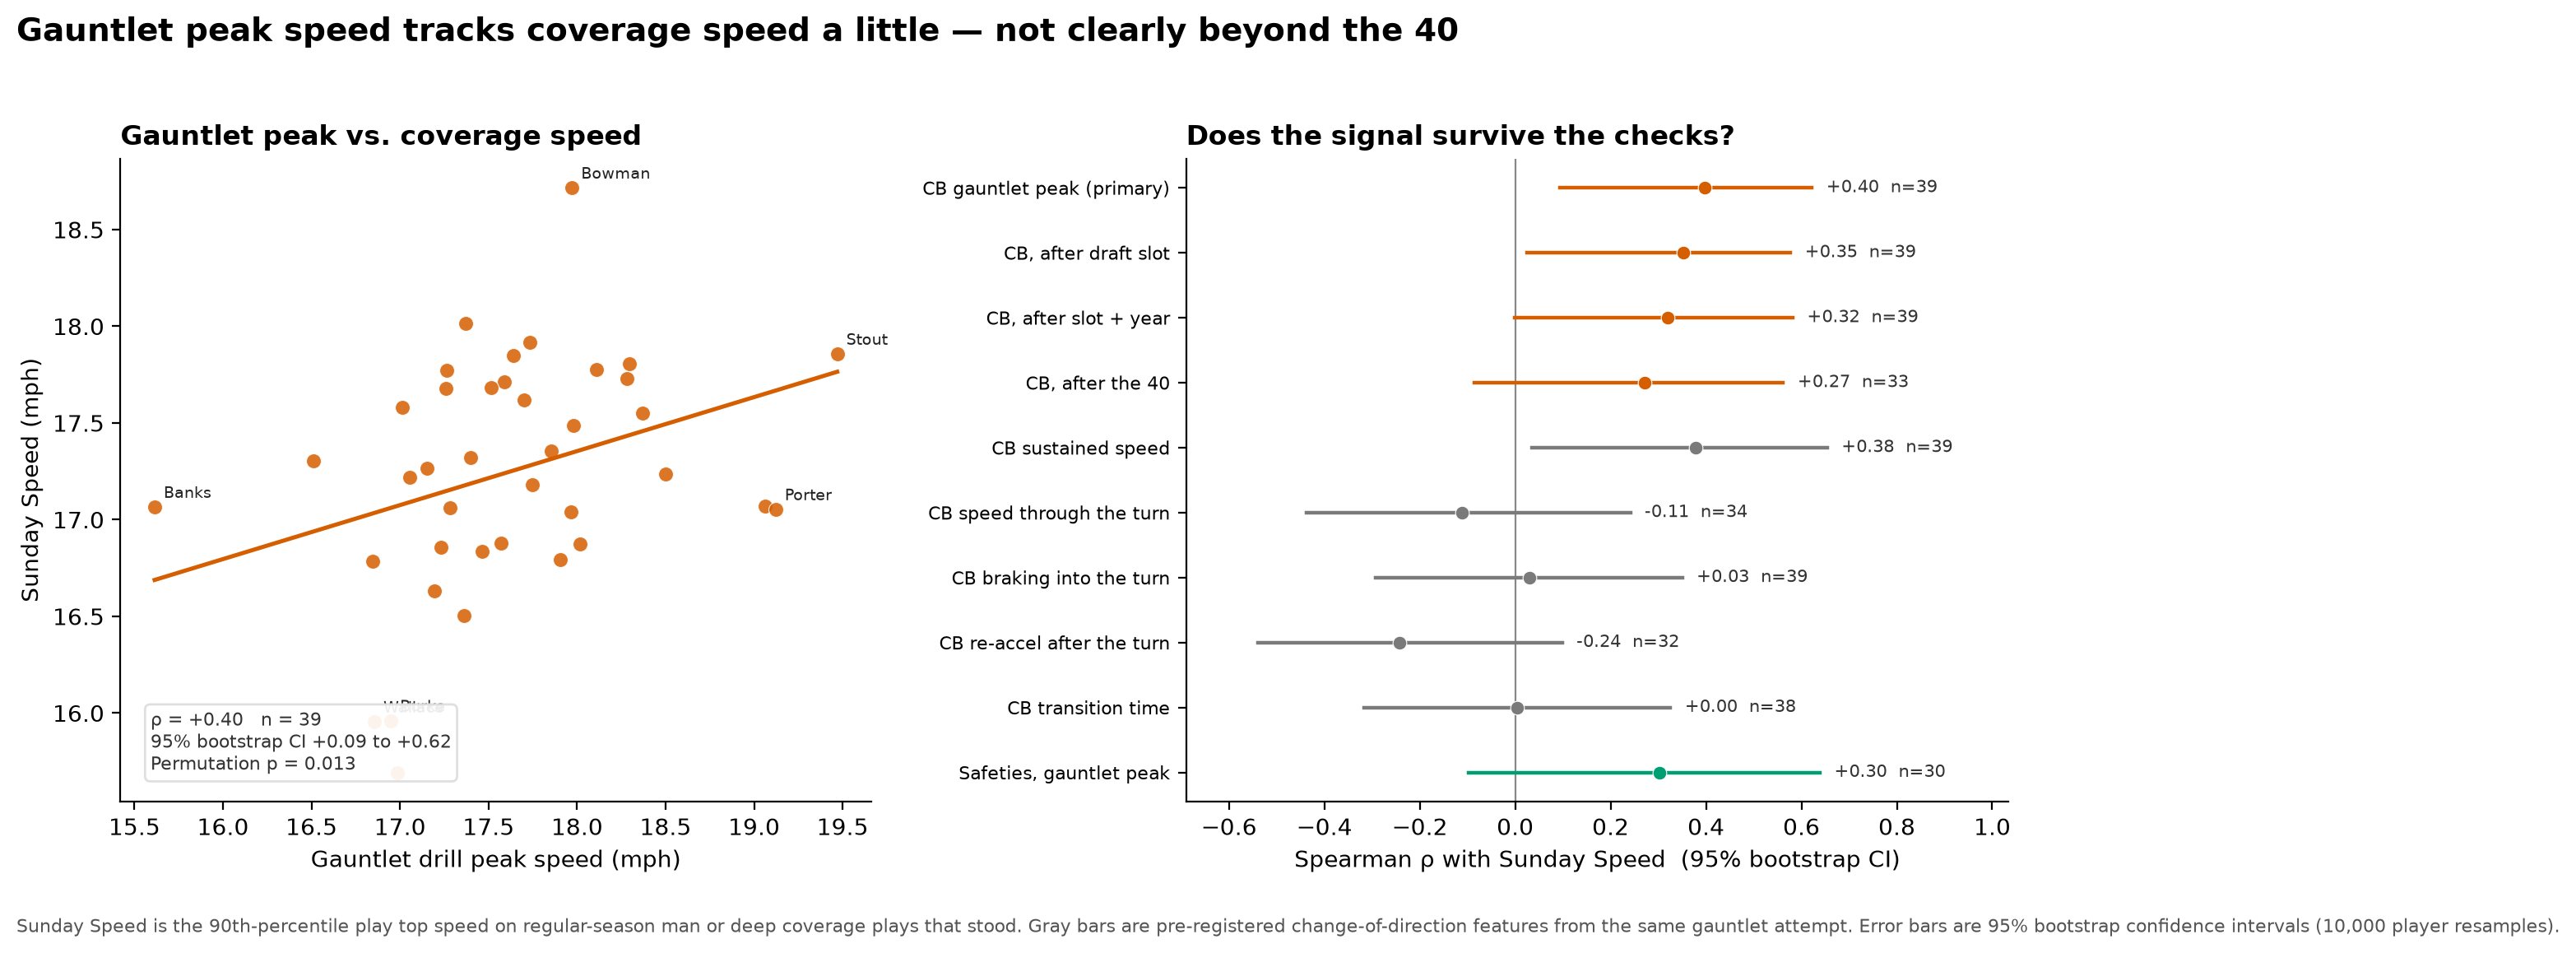 Gauntlet peak speed tracks coverage speed a little — not clearly beyond the 40
Gauntlet peak vs. coverage speed
Sunday Speed (mph)
18.5
18.0
17.5
17.0
16.5
16.0
Bowman
Stout
Banks
Porter
ρ = +0.40 n = 39
95% bootstrap CI +0.09 to +0.62
Permutation p = 0.013
15.5 16.0 16.5 17.0 17.5 18.0 18.5 19.0 19.5
Gauntlet drill peak speed (mph)
Does the signal survive the checks?
CB gauntlet peak (primary) +0.40 n=39
CB, after draft slot +0.35 n=39
CB, after slot + year +0.32 n=39
CB, after the 40 +0.27 n=33
CB sustained speed +0.38 n=39
CB speed through the turn -0.11 n=34
CB braking into the turn +0.03 n=39
CB re-accel after the turn -0.24 n=32
CB transition time +0.00 n=38
Safeties, gauntlet peak +0.30 n=30
−0.6 −0.4 −0.2 0.0 0.2 0.4 0.6 0.8 1.0
Spearman ρ with Sunday Speed (95% bootstrap CI)
Sunday Speed is the 90th-percentile play top speed on regular-season man or deep coverage plays that stood. Gray bars are pre-registered change-of-direction features from the same gauntlet attempt. Error bars are 95% bootstrap confidence intervals (10,000 player resamples).